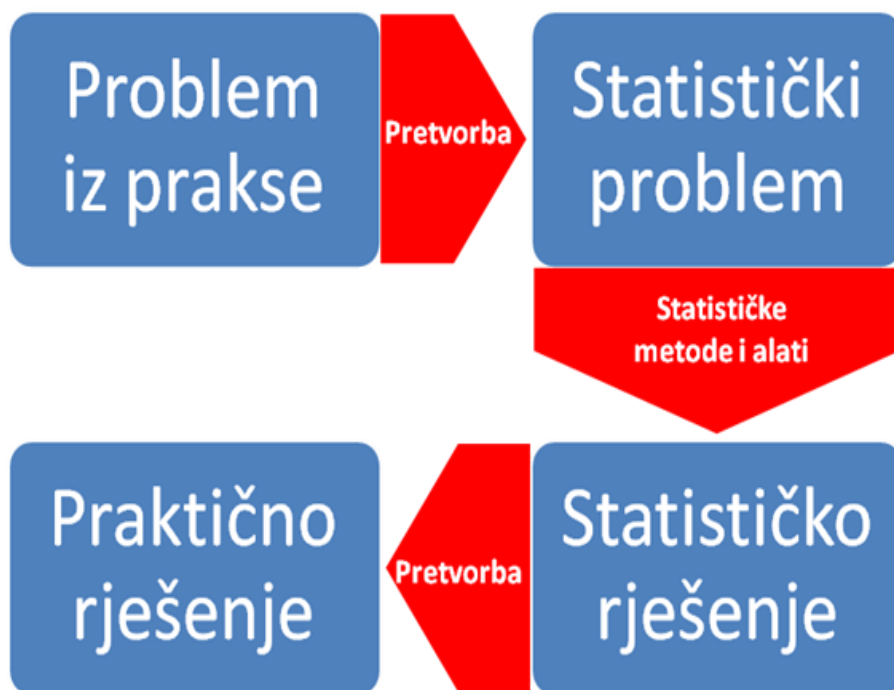 Problem
iz prakse
Pretvorba
Statistički
problem
Statističke
metode i alati
Statističko
rješenje
Pretvorba
Praktično
rješenje